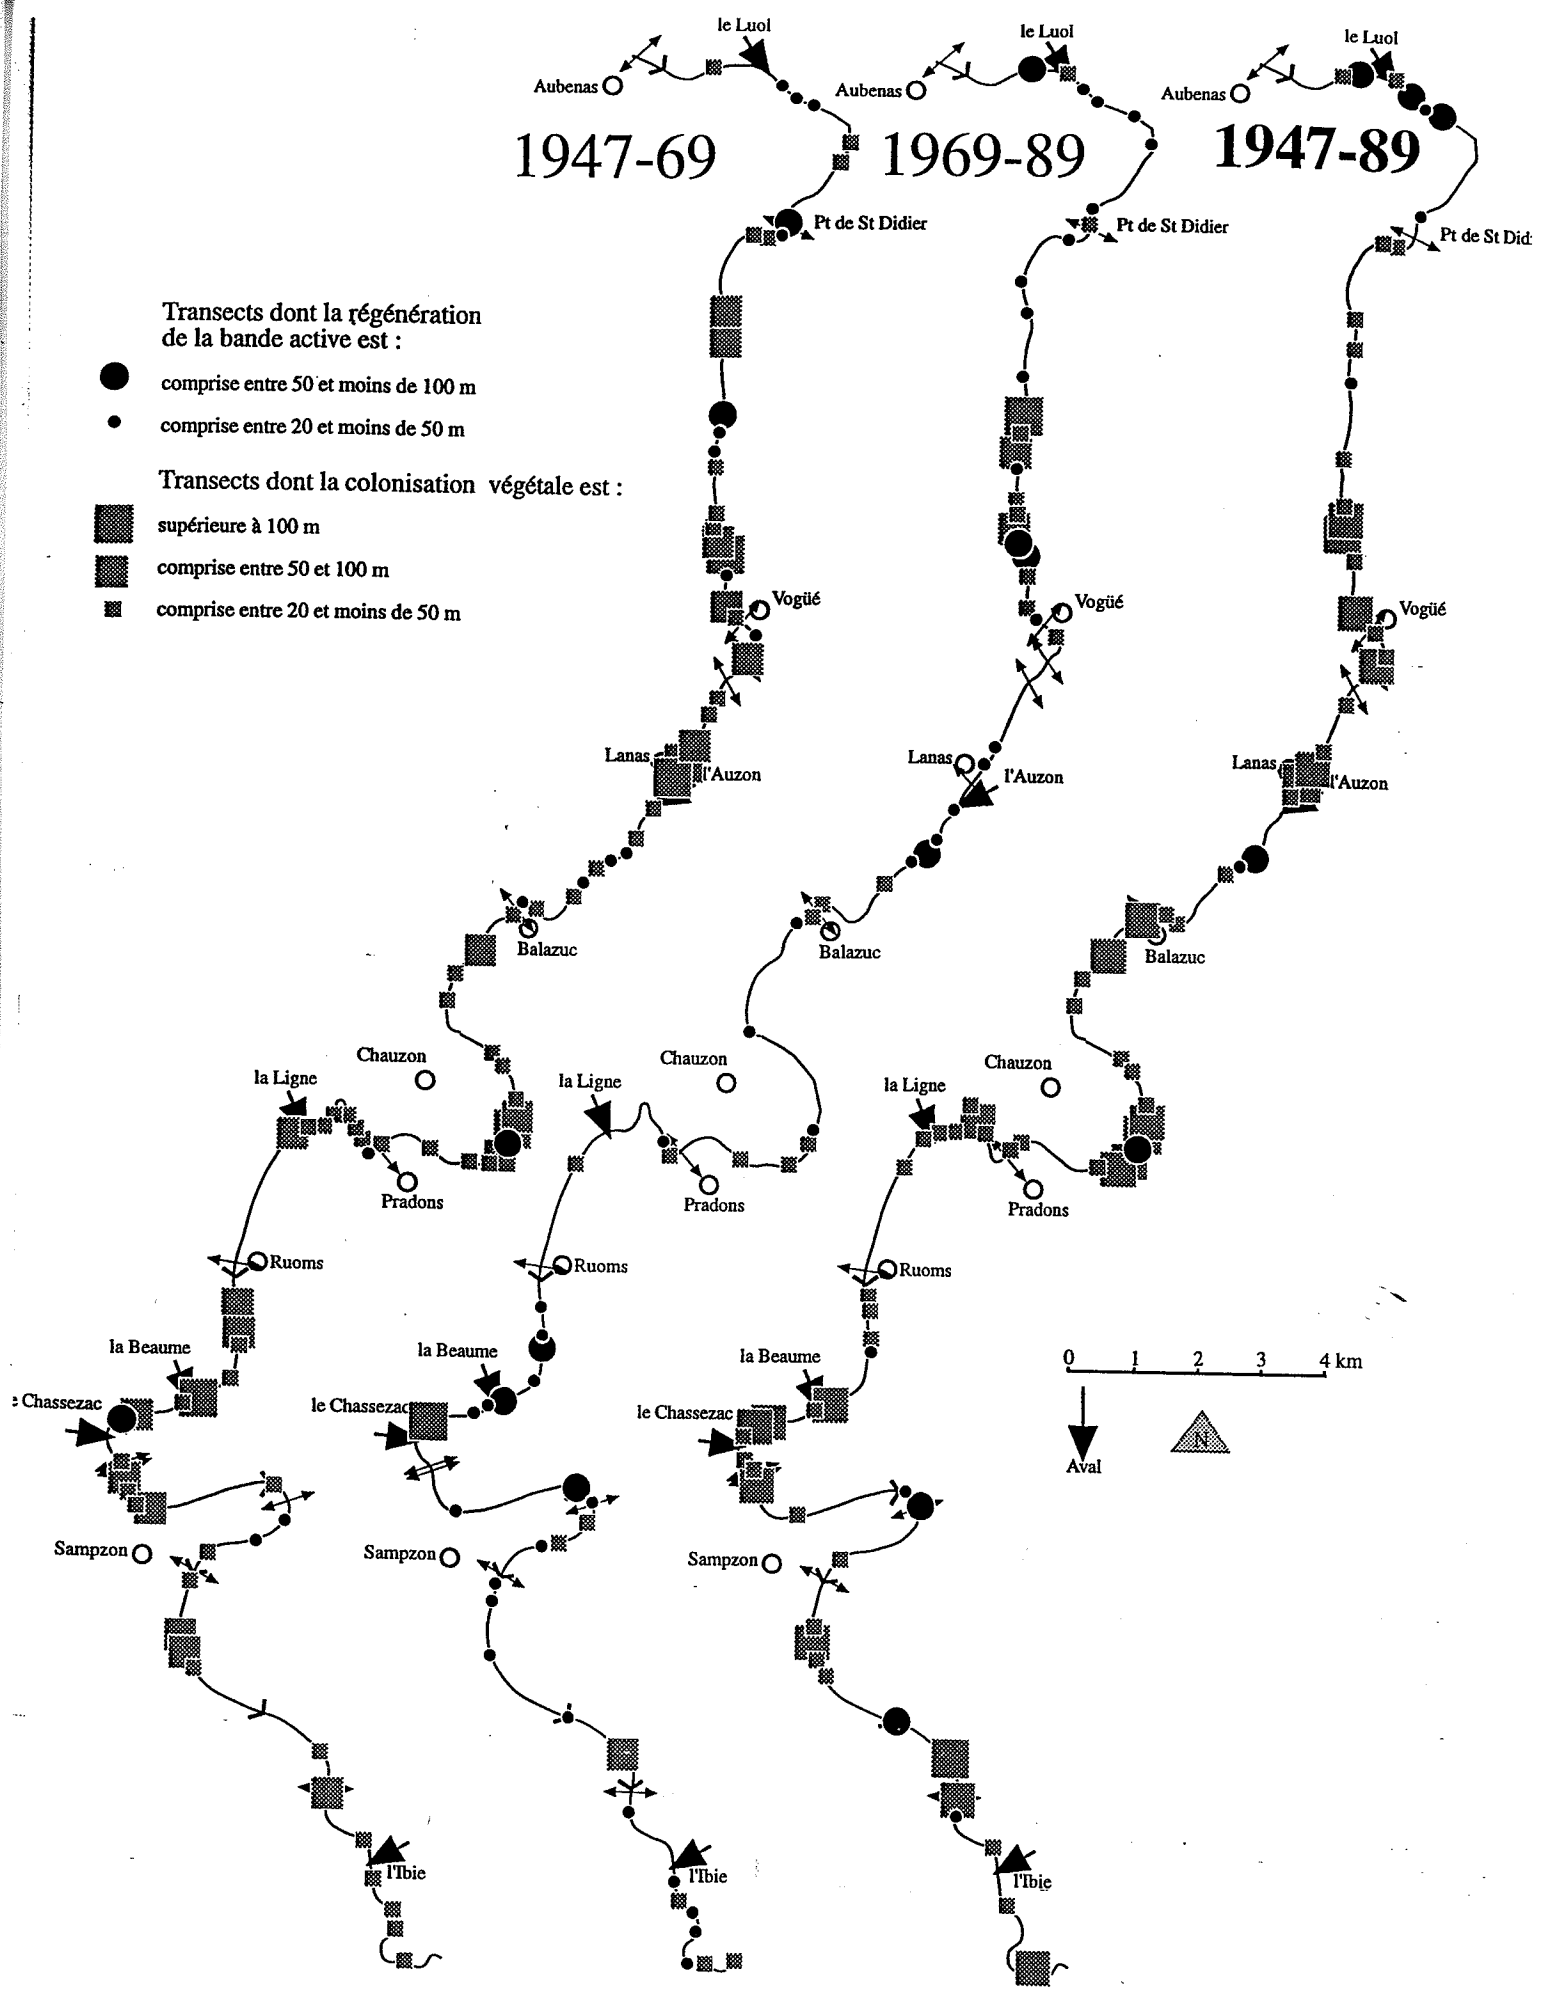 le Luol
le Luol
le Luol
Aubenas
Aubenas
Aubenas
1947-69
1969-89
1947-89
Pt de St Didier
Pt de St Didier
Pt de St Did
Transects dont la régénération
de la bande active est :
comprise entre 50 et moins de 100 m
comprise entre 20 et moins de 50 m
Transects dont la colonisation végétale est :
supérieure à 100 m
comprise entre 50 et 100 m
comprise entre 20 et moins de 50 m
Vogüé
Vogüé
Vogüé
Lanas
l'Auzon
Lanas
l'Auzon
Lanas
l'Auzon
Balazuc
Balazuc
Balazuc
Chauzon
Chauzon
Chauzon
la Ligne
la Ligne
la Ligne
Pradons
Pradons
Pradons
Ruoms
Ruoms
Ruoms
la Beaume
la Beaume
la Beaume
0 1 2 3 4 km
e Chassezac
le Chassezac
le Chassezac
N
Aval
Sampzon
Sampzon
Sampzon
l'Ibie
l'Ibie
l'Ibie